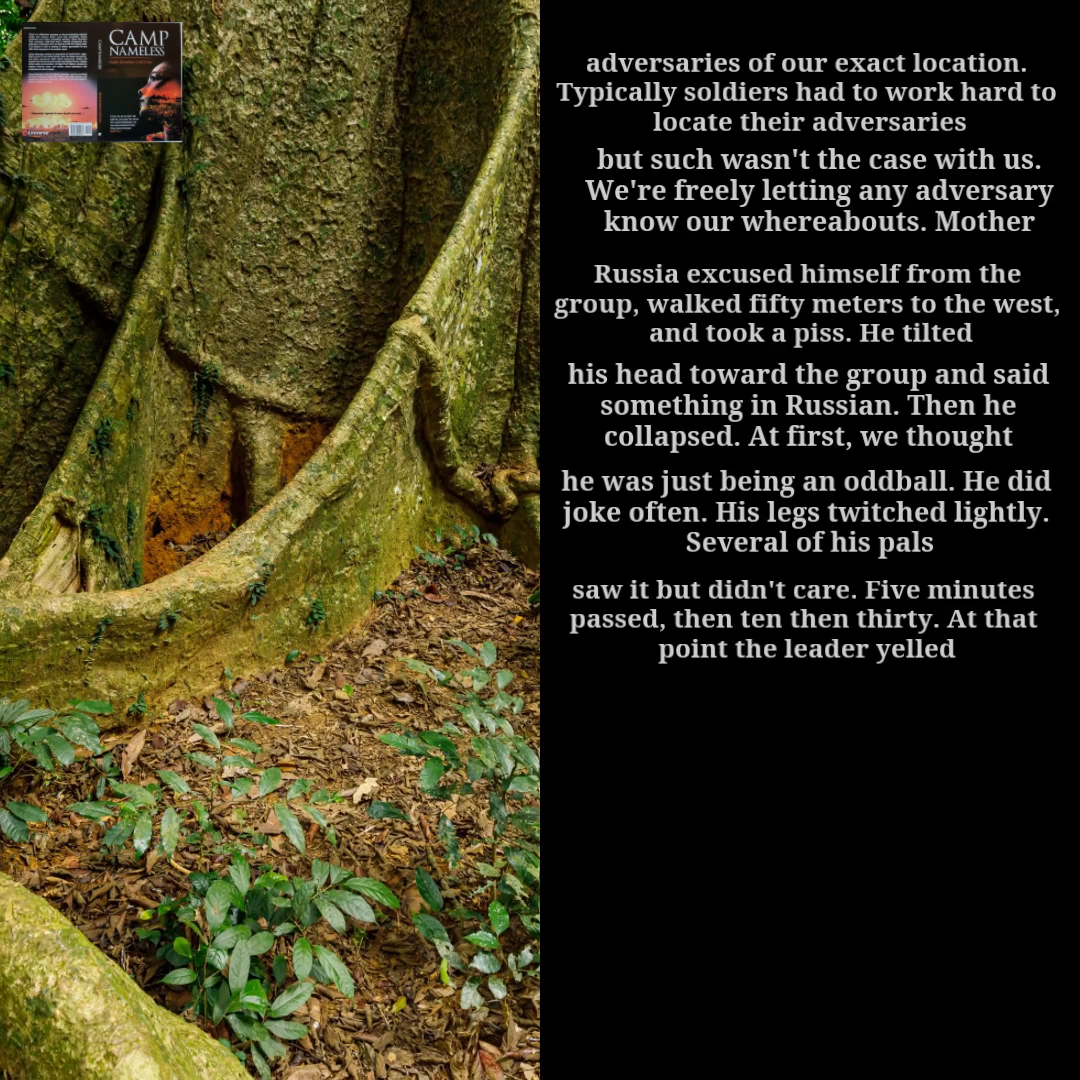 CAMP
NAMELESS
adversaries of our exact location.
Typically soldiers had to work hard to
locate their adversaries
but such wasn't the case with us.
We're freely letting any adversary
know our whereabouts. Mother
Russia excused himself from the
group, walked fifty meters to the west,
and took a piss. He tilted
his head toward the group and said
something in Russian. Then he
collapsed. At first, we thought
he was just being an oddball. He did
joke often. His legs twitched lightly.
Several of his pals
saw it but didn't care. Five minutes
passed, then ten then thirty. At that
point the leader yelled